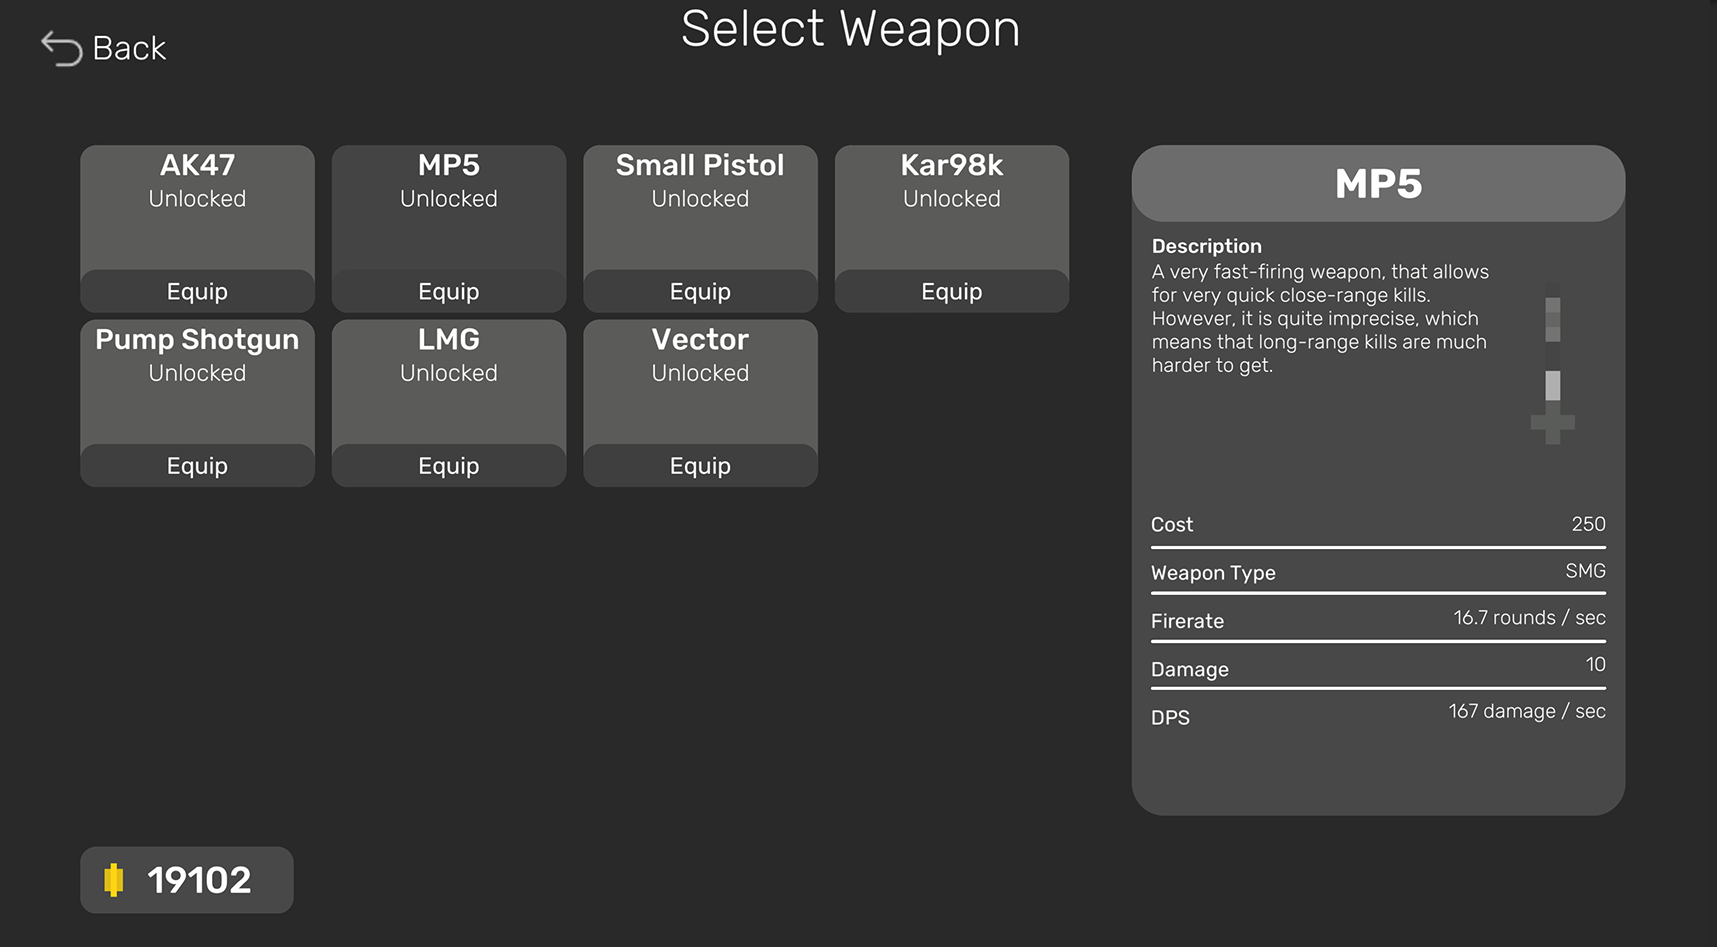 Back
Select Weapon
AK47
Unlocked
Equip
MP5
Unlocked
Equip
Small Pistol
Unlocked
Equip
Kar98k
Unlocked
Equip
Pump Shotgun
Unlocked
Equip
LMG
Unlocked
Equip
Vector
Unlocked
Equip
MP5
Description
A very fast-firing weapon, that allows
for very quick close-range kills.
However, it is quite imprecise, which
means that long-range kills are much
harder to get.
Cost 250
Weapon Type SMG
Firerate 16.7 rounds / sec
Damage 10
DPS 167 damage / sec
19102